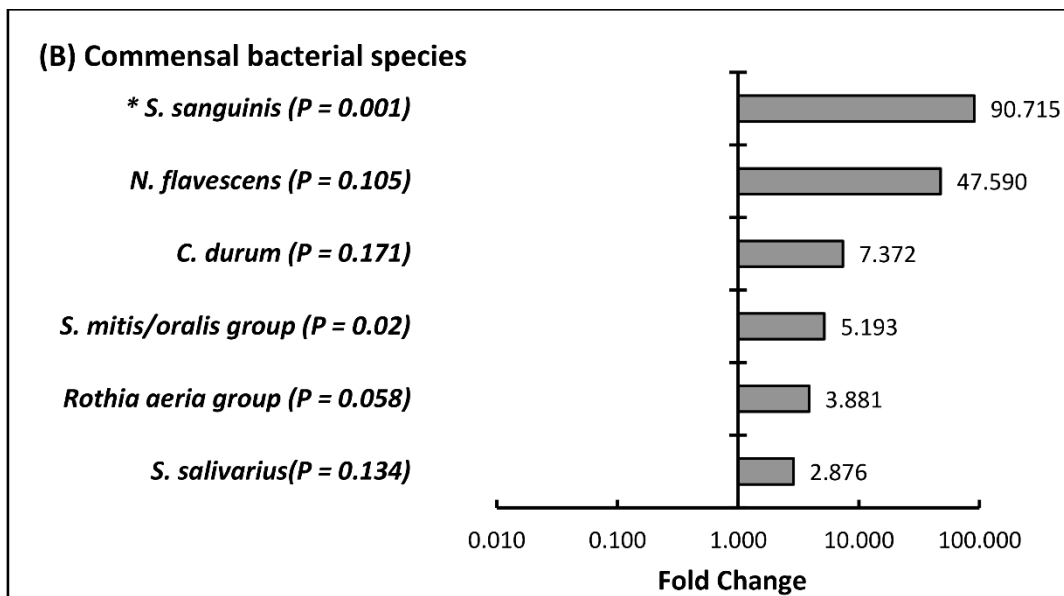 (B) Commensal bacterial species
* S. sanguinis (P = 0.001)
90.715
N. flavescens (P = 0.105)
47.590
C. durum (P = 0.171)
7.372
S. mitis/oralis group (P = 0.02)
5.193
Rothia aeria group (P = 0.058)
3.881
S. salivarius(P = 0.134)
2.876
0.010 0.100 1.000 10.000 100.000
Fold Change